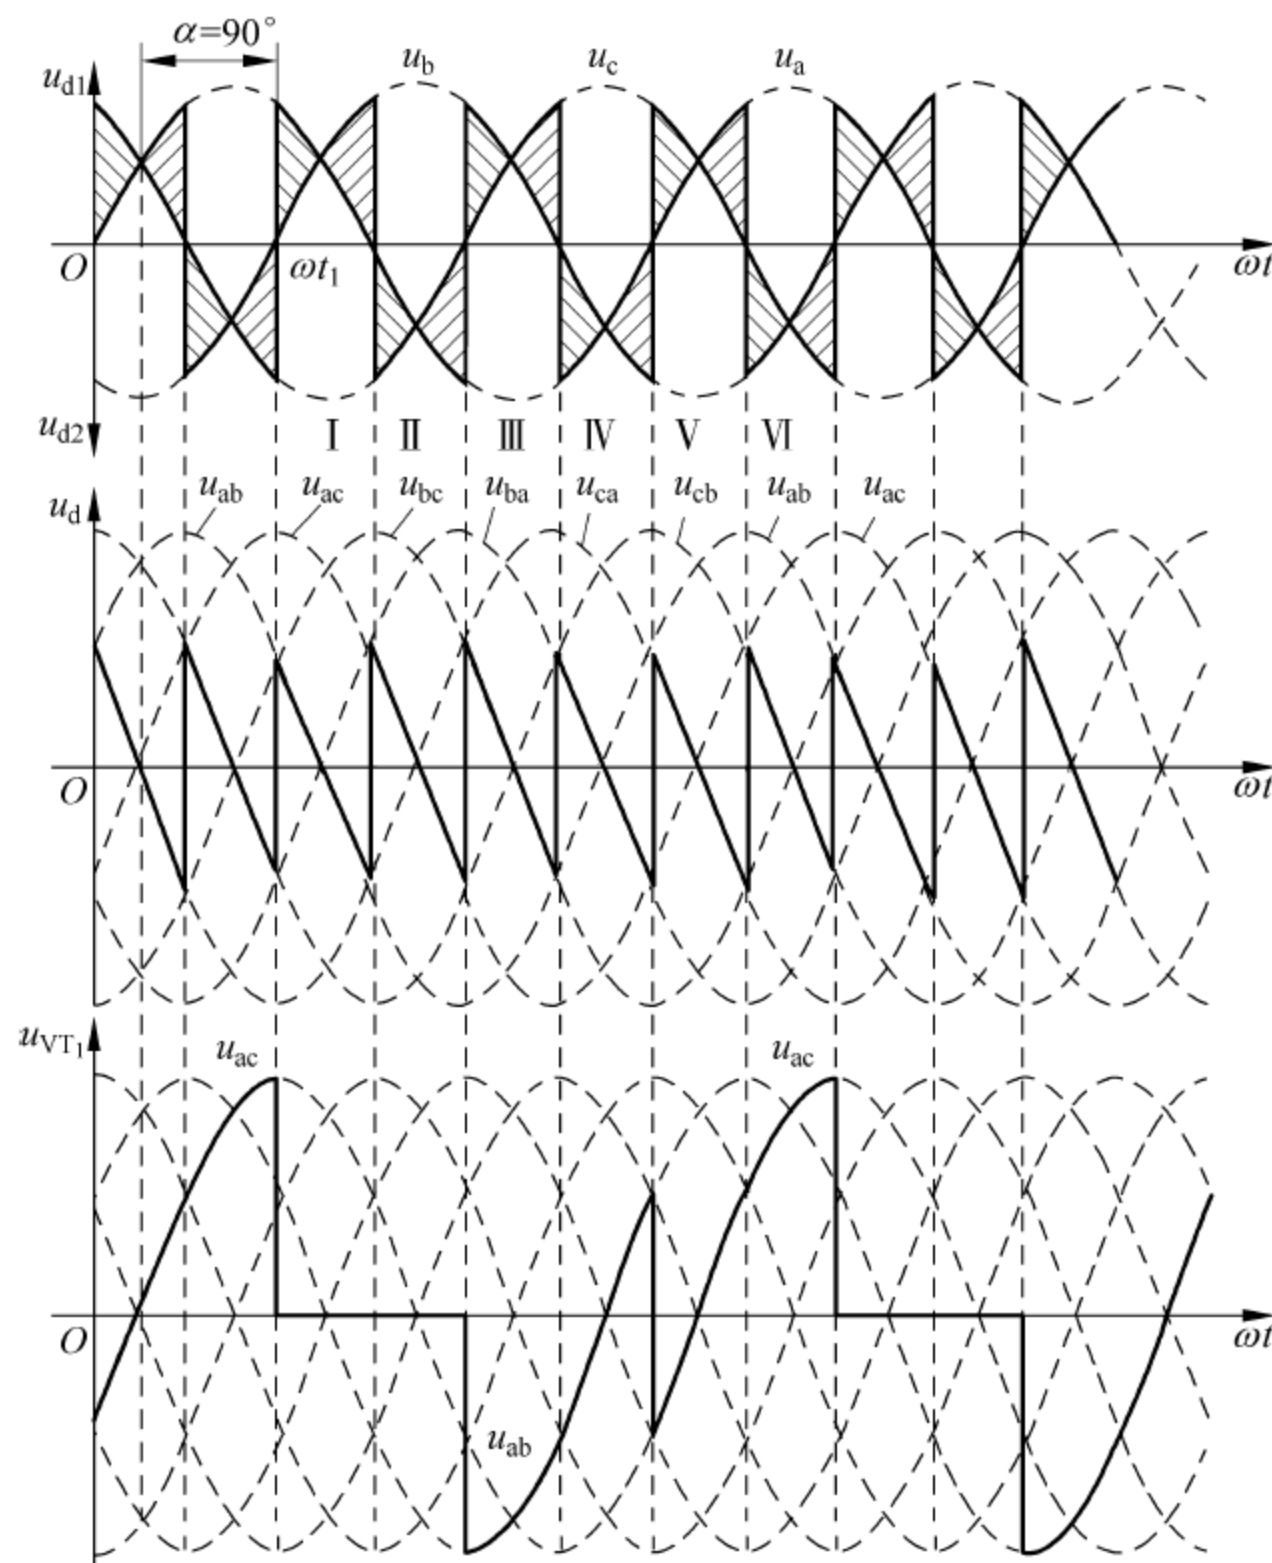 α=90°
u_d1 u_b u_c u_a
O ωt₁ ωt
u_d2 Ⅰ Ⅱ Ⅲ Ⅳ Ⅴ Ⅵ
u_d u_ab u_ac u_bc u_ba u_ca u_cb u_ab u_ac
O ωt
u_VT₁ u_ac u_ac
O ωt
u_ab